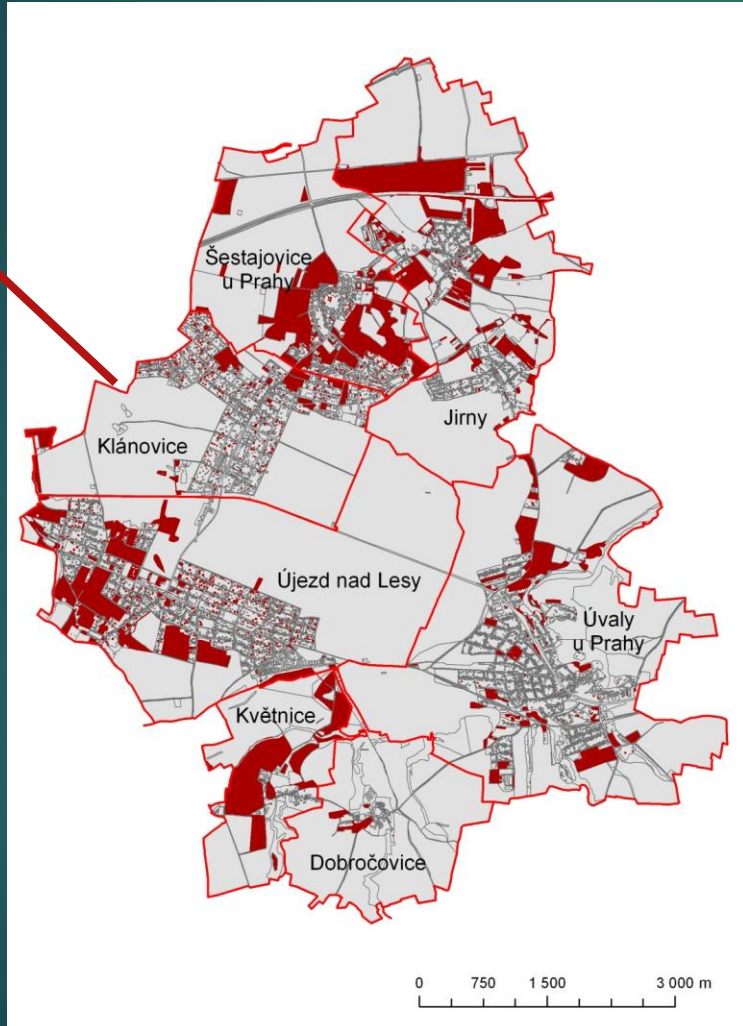 Šestajovice
u Prahy
Jirny
Klánovice
Újezd nad Lesy
Úvaly
u Prahy
Květnice
Dobročovice
0 750 1 500 3 000 m